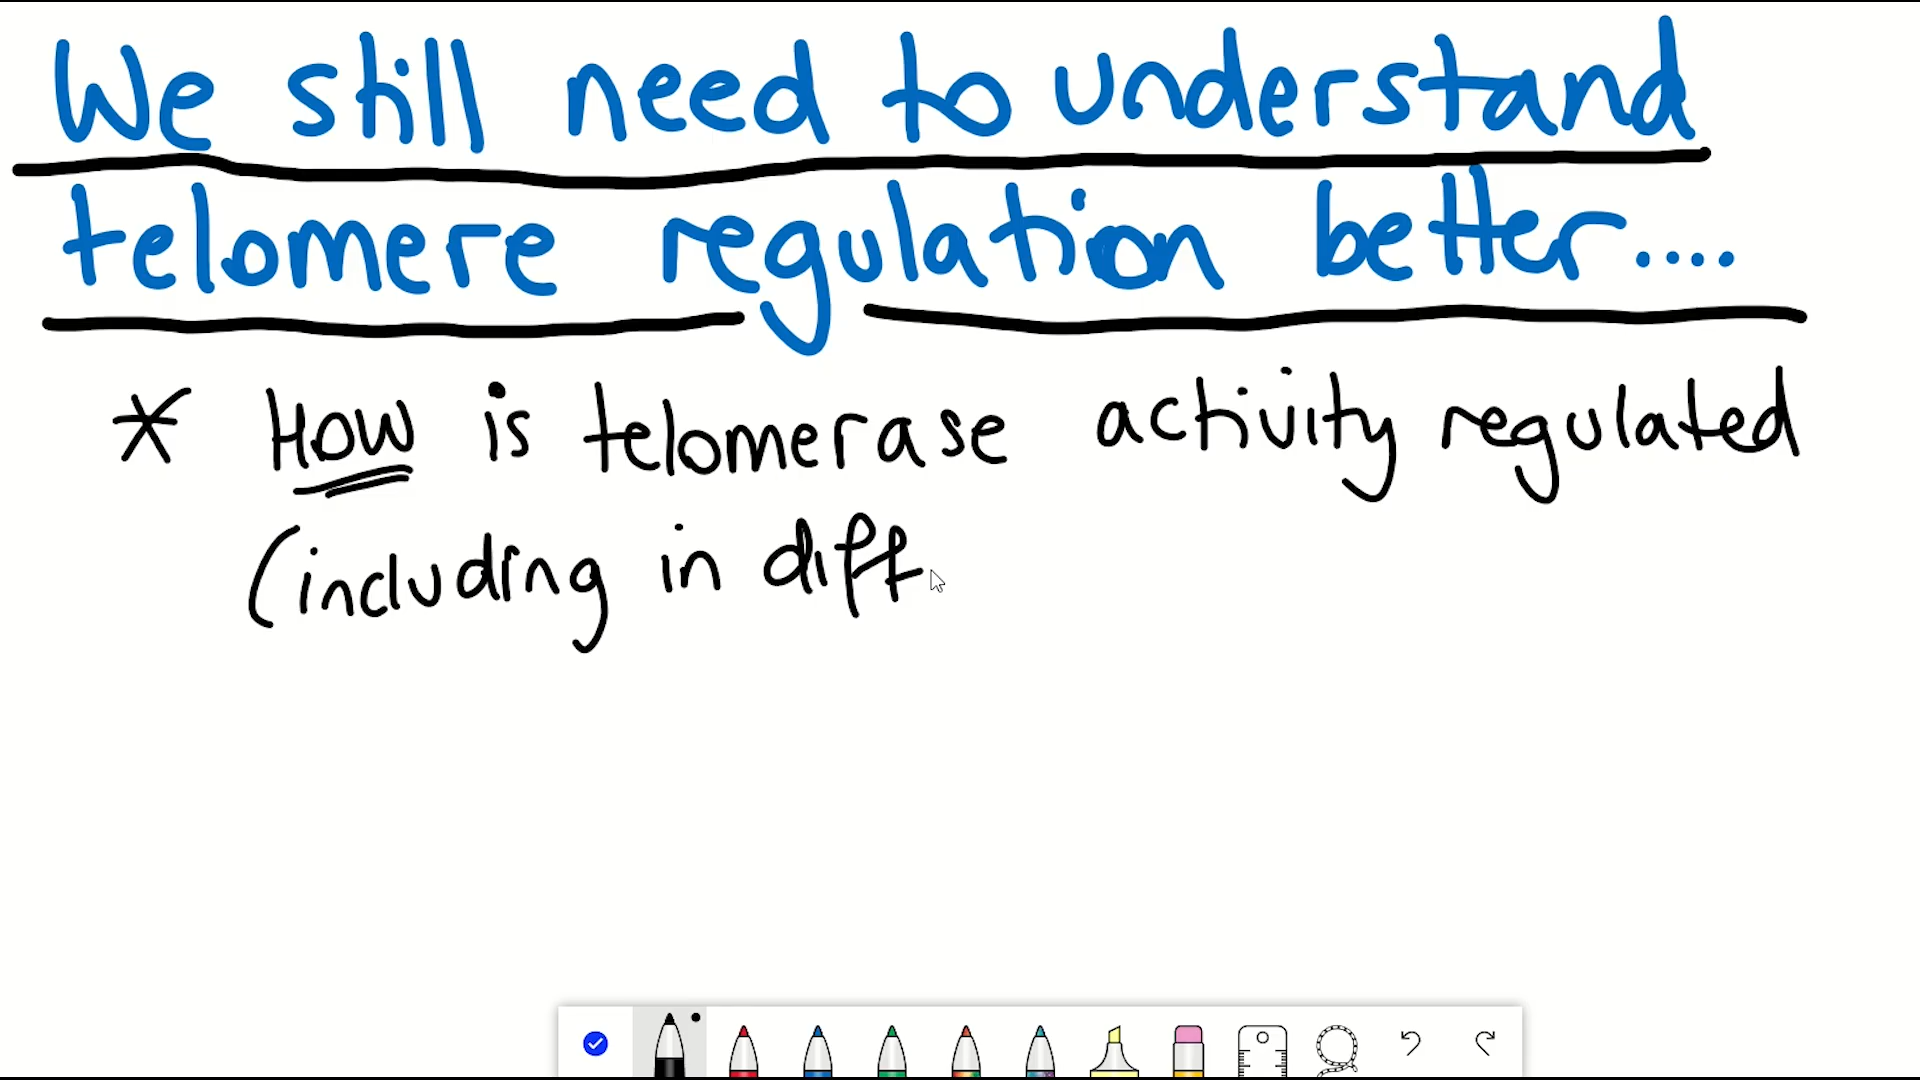 We still need to understand
telomere regulation better....
* How is telomerase activity regulated
(including in diff